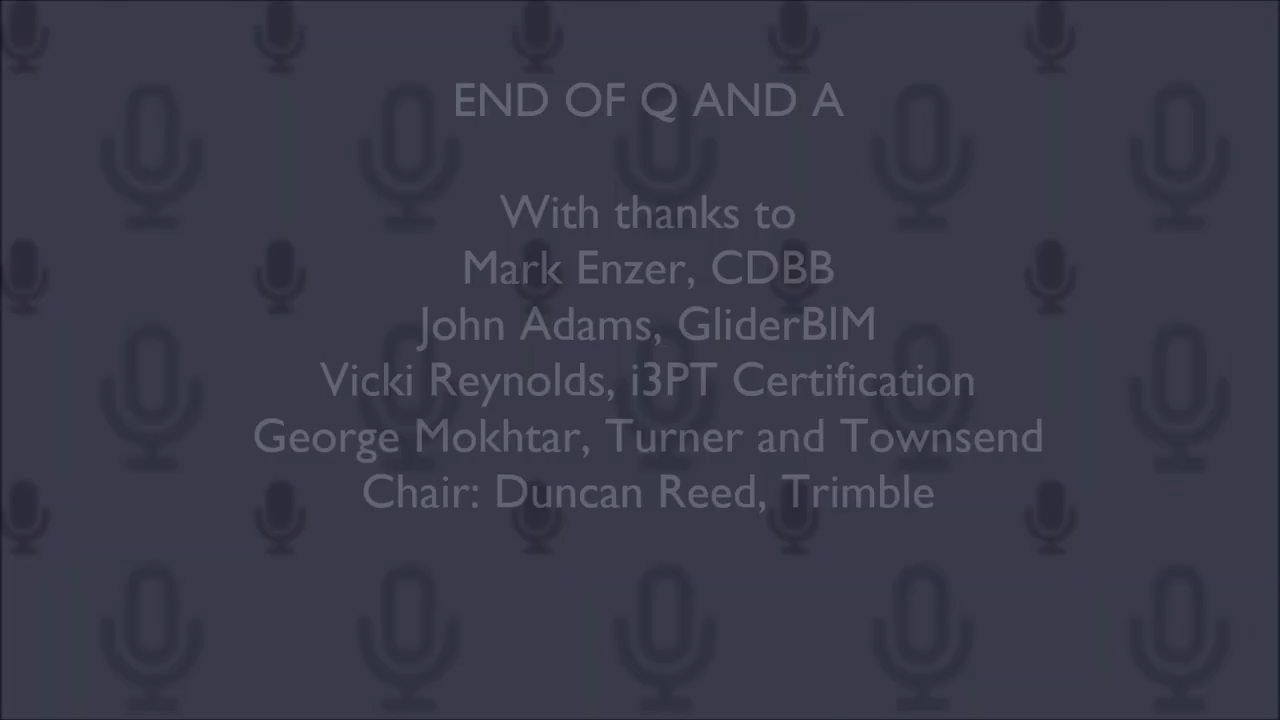 END OF Q AND A
With thanks to
Mark Enzer, CDBB
John Adams, GliderBIM
Vicki Reynolds, i3PT Certification
George Mokhtar, Turner and Townsend
Chair: Duncan Reed, Trimble